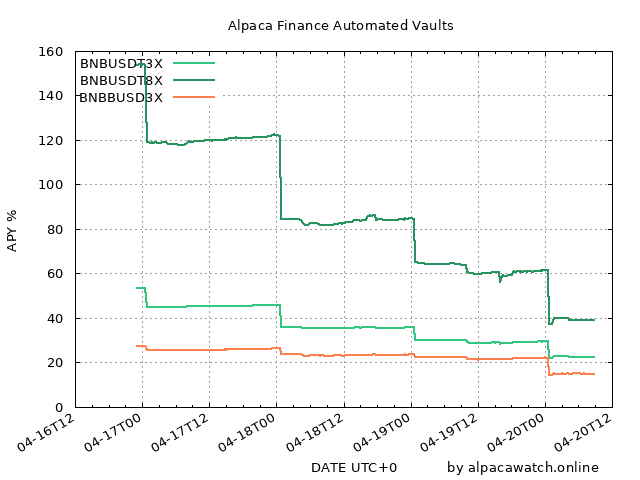 Alpaca Finance Automated Vaults
160
140
120
100
80
60
40
20
0
APY %
BNBUSDT3X
BNBUSDT8X
BNBBUSD3X
04-16T12
04-17T00
04-17T12
04-18T00
04-18T12
04-19T00
04-19T12
04-20T00
04-20T12
DATE UTC+0
by alpacawatch.online